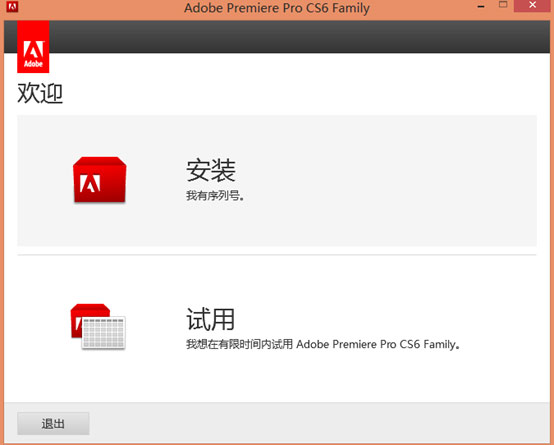 Adobe Premiere Pro CS6 Family
Adobe
欢迎
安装
我有序列号。
试用
我想在有限时间内试用 Adobe Premiere Pro CS6 Family。
退出